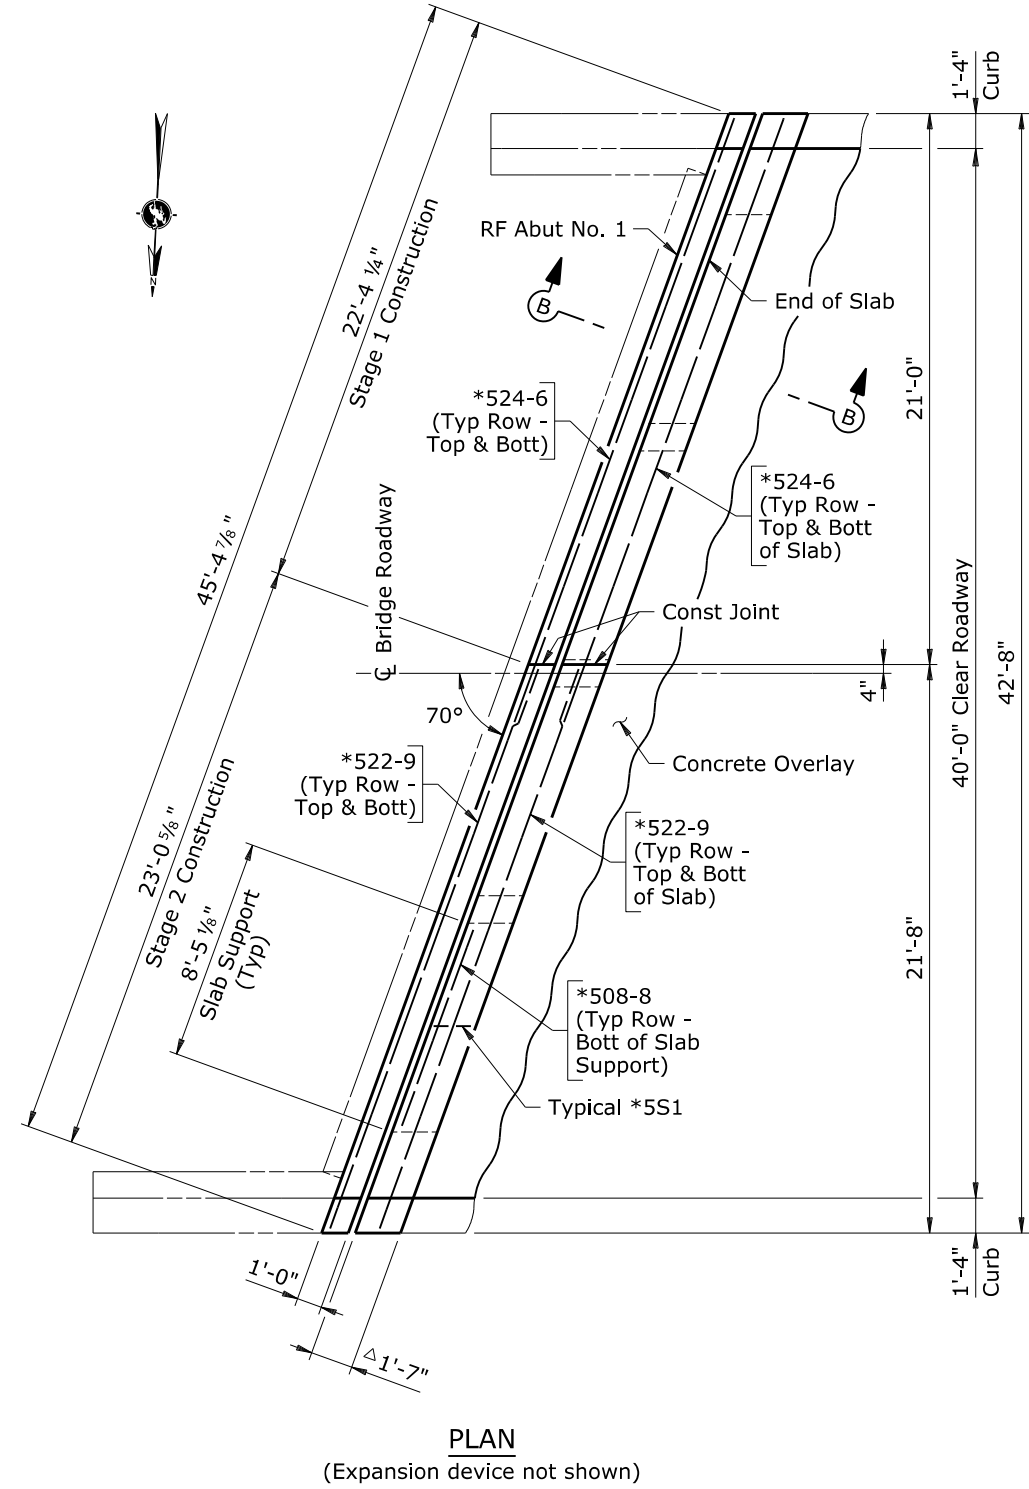 1'-4"
Curb
22'-4 ¼"
Stage 1 Construction
RF Abut No. 1
B
End of Slab
N
21'-0"
B
*524-6
(Typ Row -
Top & Bott)
*524-6
(Typ Row -
Top & Bott
of Slab)
45'-4 ⅞"
℄ Bridge Roadway
Const Joint
40'-0" Clear Roadway
42'-8"
4"
70°
*522-9
(Typ Row -
Top & Bott)
Concrete Overlay
*522-9
(Typ Row -
Top & Bott
of Slab)
23'-0 ⅝"
Stage 2 Construction
8'-5 ⅛"
Slab Support
(Typ)
21'-8"
*508-8
(Typ Row -
Bott of Slab
Support)
Typical *5S1
1'-4"
Curb
1'-0"
△1'-7"
PLAN
(Expansion device not shown)